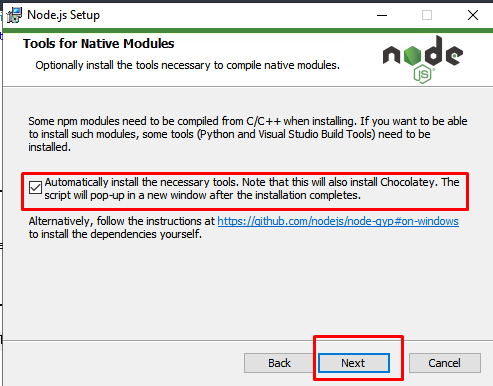 Node.js Setup
Tools for Native Modules
Optionally install the tools necessary to compile native modules.
node
JS
Some npm modules need to be compiled from C/C++ when installing. If you want to be able
to install such modules, some tools (Python and Visual Studio Build Tools) need to be
installed.
Automatically install the necessary tools. Note that this will also install Chocolatey. The
script will pop-up in a new window after the installation completes.
Alternatively, follow the instructions at https://github.com/nodejs/node-gyp#on-windows
to install the dependencies yourself.
Back Next Cancel